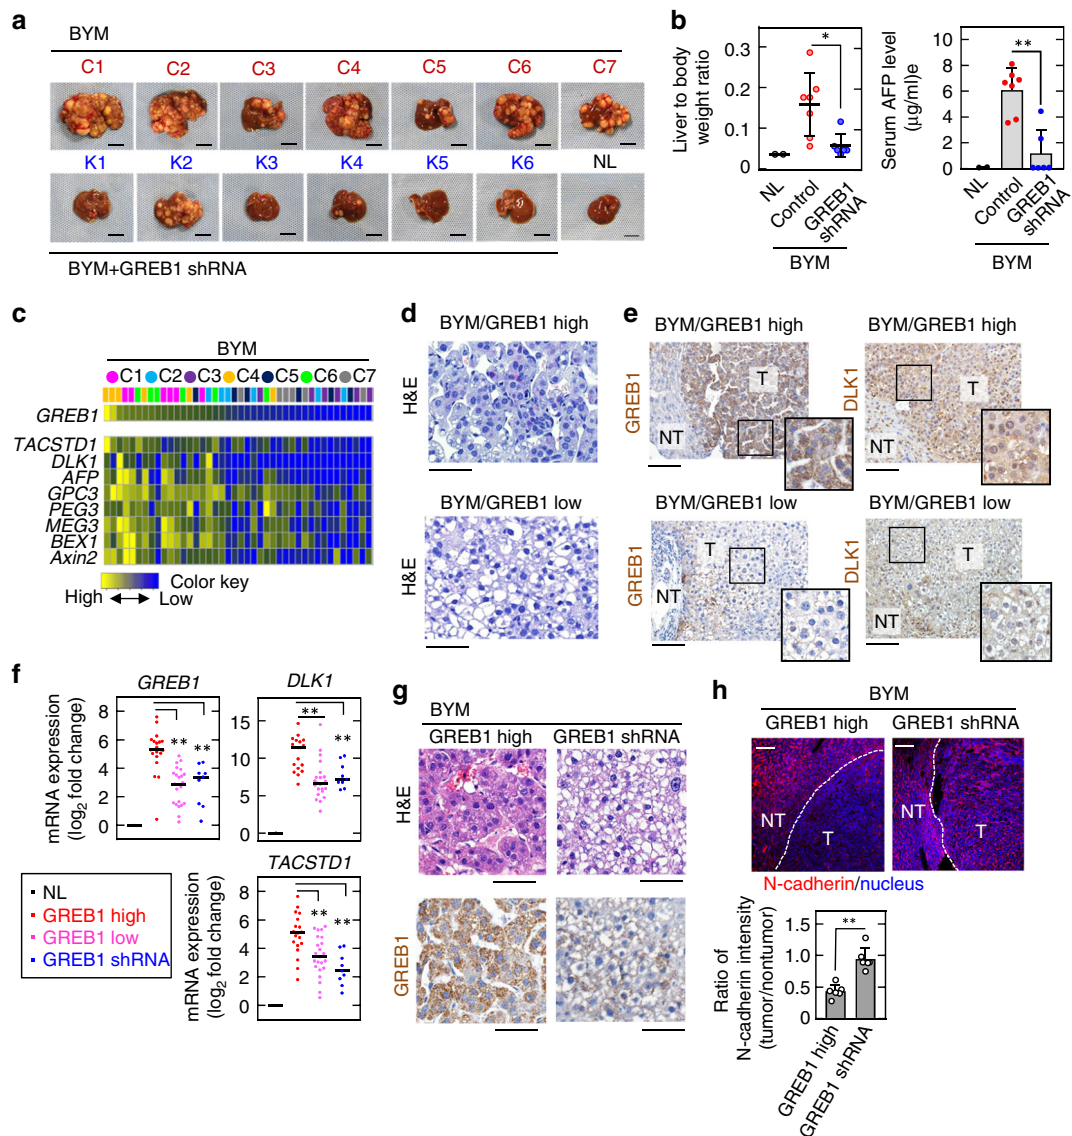 a
BYM
C1 C2 C3 C4 C5 C6 C7
K1 K2 K3 K4 K5 K6 NL
BYM+GREB1 shRNA
b
Liver to body
weight ratio
0.3
0.2
0.1
0
NL
Control
GREB1
shRNA
BYM
*
Serum AFP level
(μg/ml)e
10
8
6
4
2
0
NL
Control
GREB1
shRNA
BYM
**
c
BYM
C1 C2 C3 C4 C5 C6 C7
GREB1
TACSTD1
DLK1
AFP
GPC3
PEG3
MEG3
BEX1
Axin2
Color key
High Low
d
BYM/GREB1 high
H&E
BYM/GREB1 low
H&E
e
BYM/GREB1 high
GREB1
NT
T
BYM/GREB1 high
DLK1
NT
T
BYM/GREB1 low
GREB1
NT
T
BYM/GREB1 low
DLK1
NT
T
f
mRNA expression
(log2 fold change)
GREB1
8
6
4
2
0
** **
DLK1
15
10
5
0
** **
mRNA expression
(log2 fold change)
TACSTD1
8
6
4
2
0
** **
NL
GREB1 high
GREB1 low
GREB1 shRNA
g
BYM
GREB1 high GREB1 shRNA
H&E
GREB1
h
BYM
GREB1 high GREB1 shRNA
NT
T
NT
T
N-cadherin/nucleus
Ratio of
N-cadherin intensity
(tumor/nontumor)
1.5
1.0
0.5
0
**
GREB1 high
GREB1 shRNA